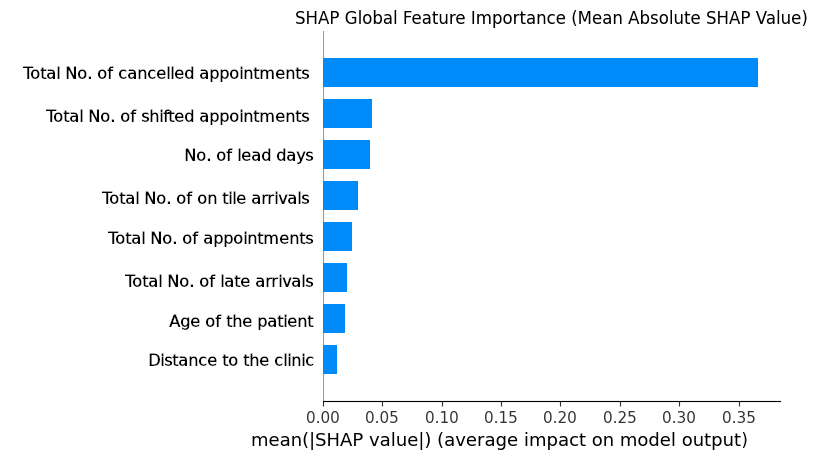 SHAP Global Feature Importance (Mean Absolute SHAP Value)
Total No. of cancelled appointments
Total No. of shifted appointments
No. of lead days
Total No. of on tile arrivals
Total No. of appointments
Total No. of late arrivals
Age of the patient
Distance to the clinic
0.00 0.05 0.10 0.15 0.20 0.25 0.30 0.35
mean(|SHAP value|) (average impact on model output)